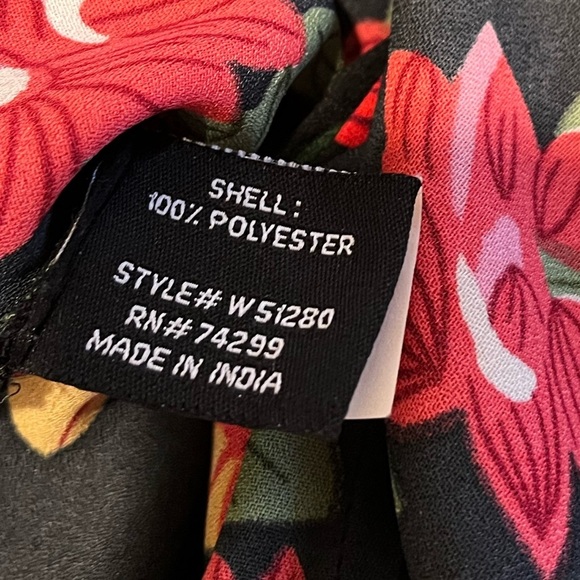 SHELL:
100% POLYESTER
STYLE# W51280
RN# 74299
MADE IN INDIA